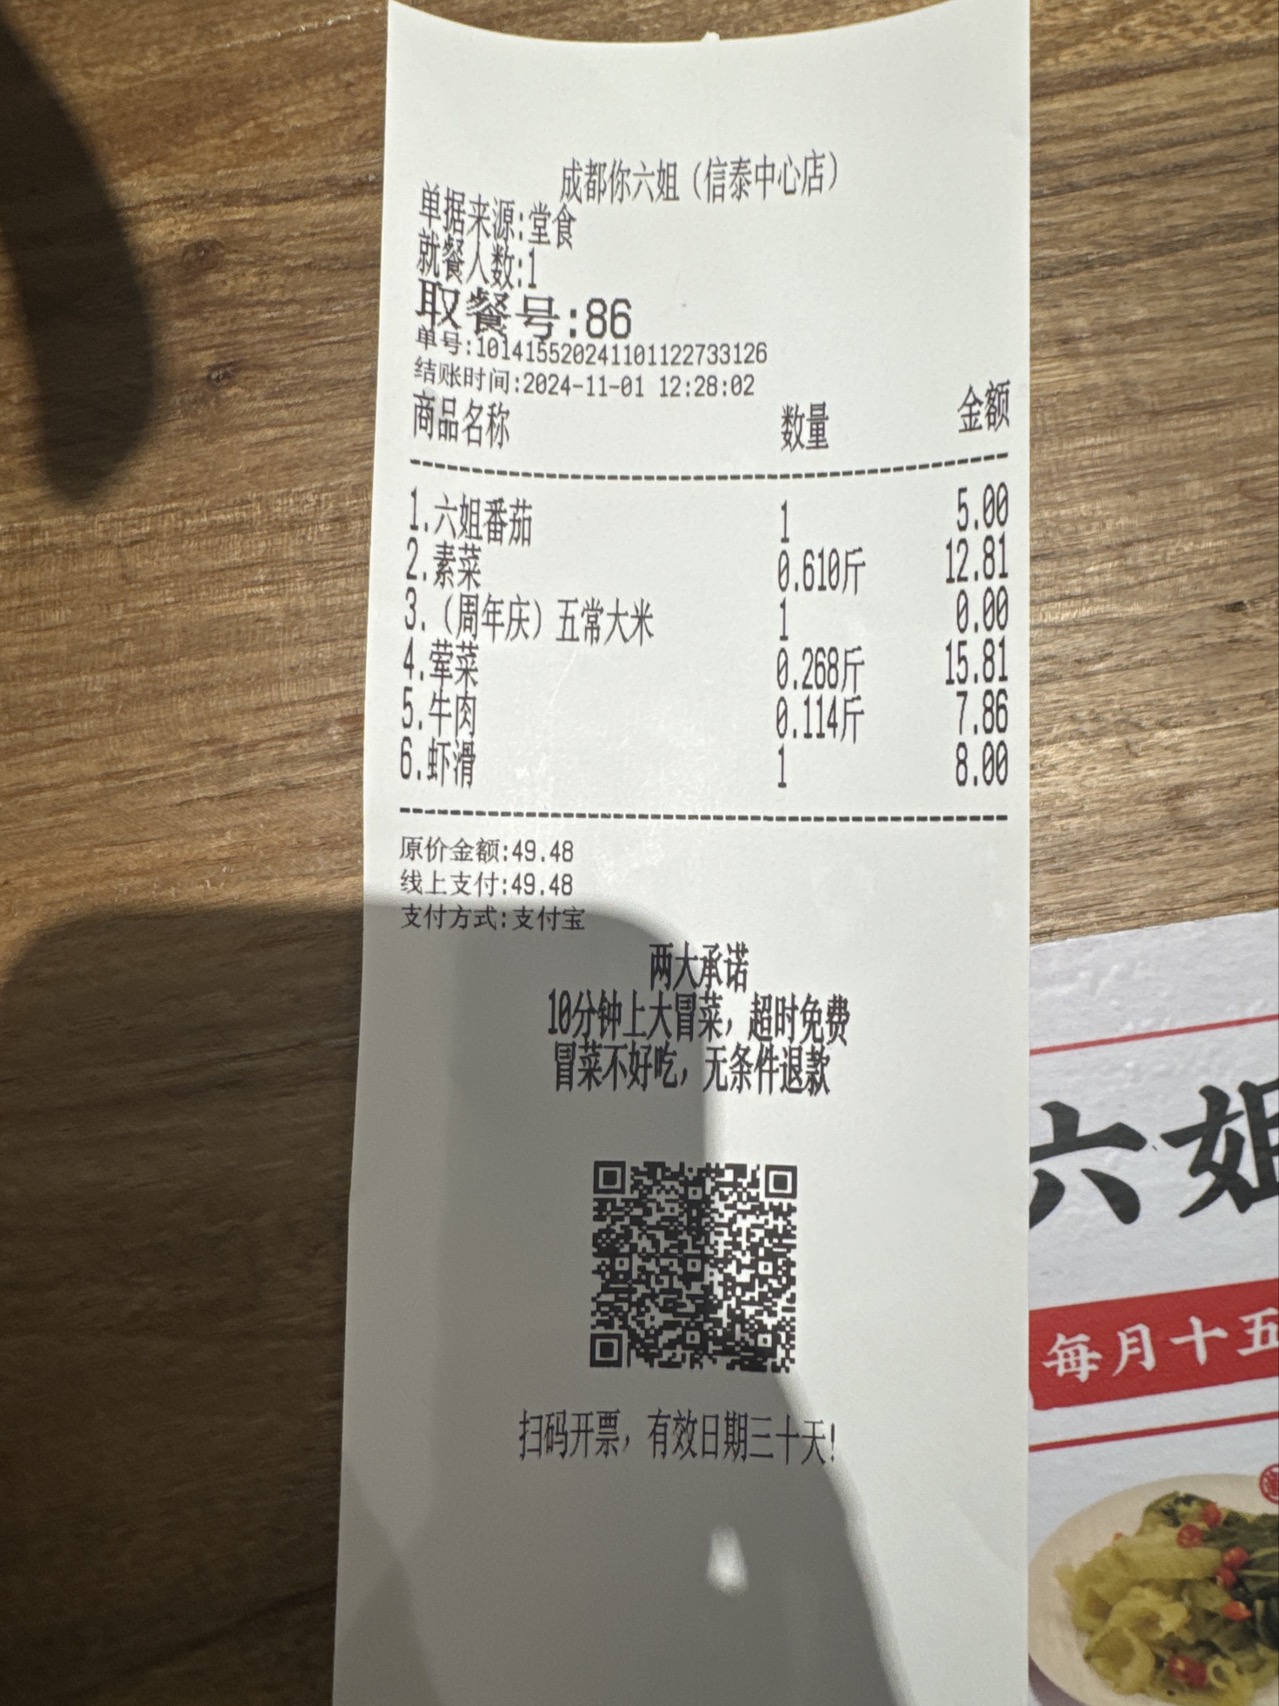 成都你六姐（信泰中心店）
单据来源:堂食
就餐人数:1
取餐号:86
单号:101415520241101122733126
结账时间:2024-11-01 12:28:02
商品名称 数量 金额
1.六姐番茄 1 5.00
2.素菜 0.610斤 12.81
3.（周年庆）五常大米 1 0.00
4.荤菜 0.268斤 15.81
5.牛肉 0.114斤 7.86
6.虾滑 1 8.00
原价金额:49.48
线上支付:49.48
支付方式:支付宝
两大承诺
10分钟上大冒菜，超时免费
冒菜不好吃，无条件退款
扫码开票，有效日期三十天!
六姐
每月十五